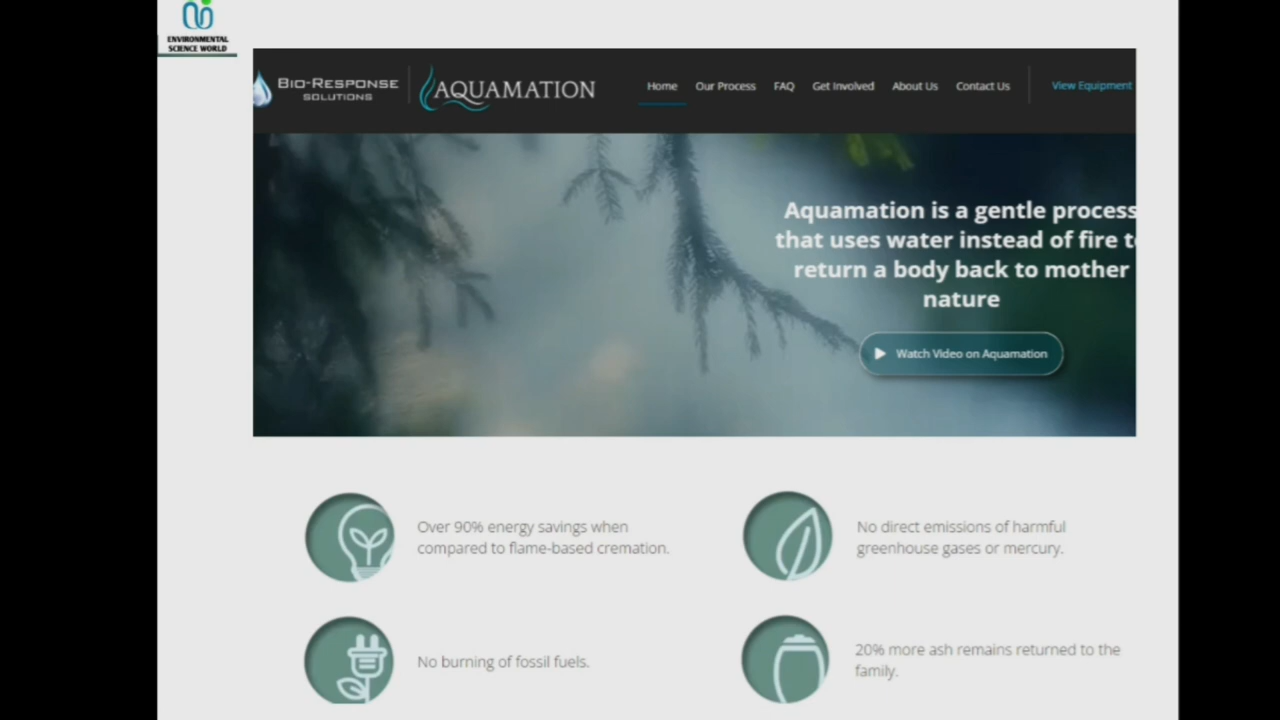 ENVIRONMENTAL
SCIENCE WORLD
BIO-RESPONSE
SOLUTIONS
AQUAMATION
Home Our Process FAQ Get Involved About Us Contact Us View Equipment
Aquamation is a gentle process
that uses water instead of fire t
return a body back to mother
nature
Watch Video on Aquamation
Over 90% energy savings when
compared to flame-based cremation.
No direct emissions of harmful
greenhouse gases or mercury.
No burning of fossil fuels.
20% more ash remains returned to the
family.